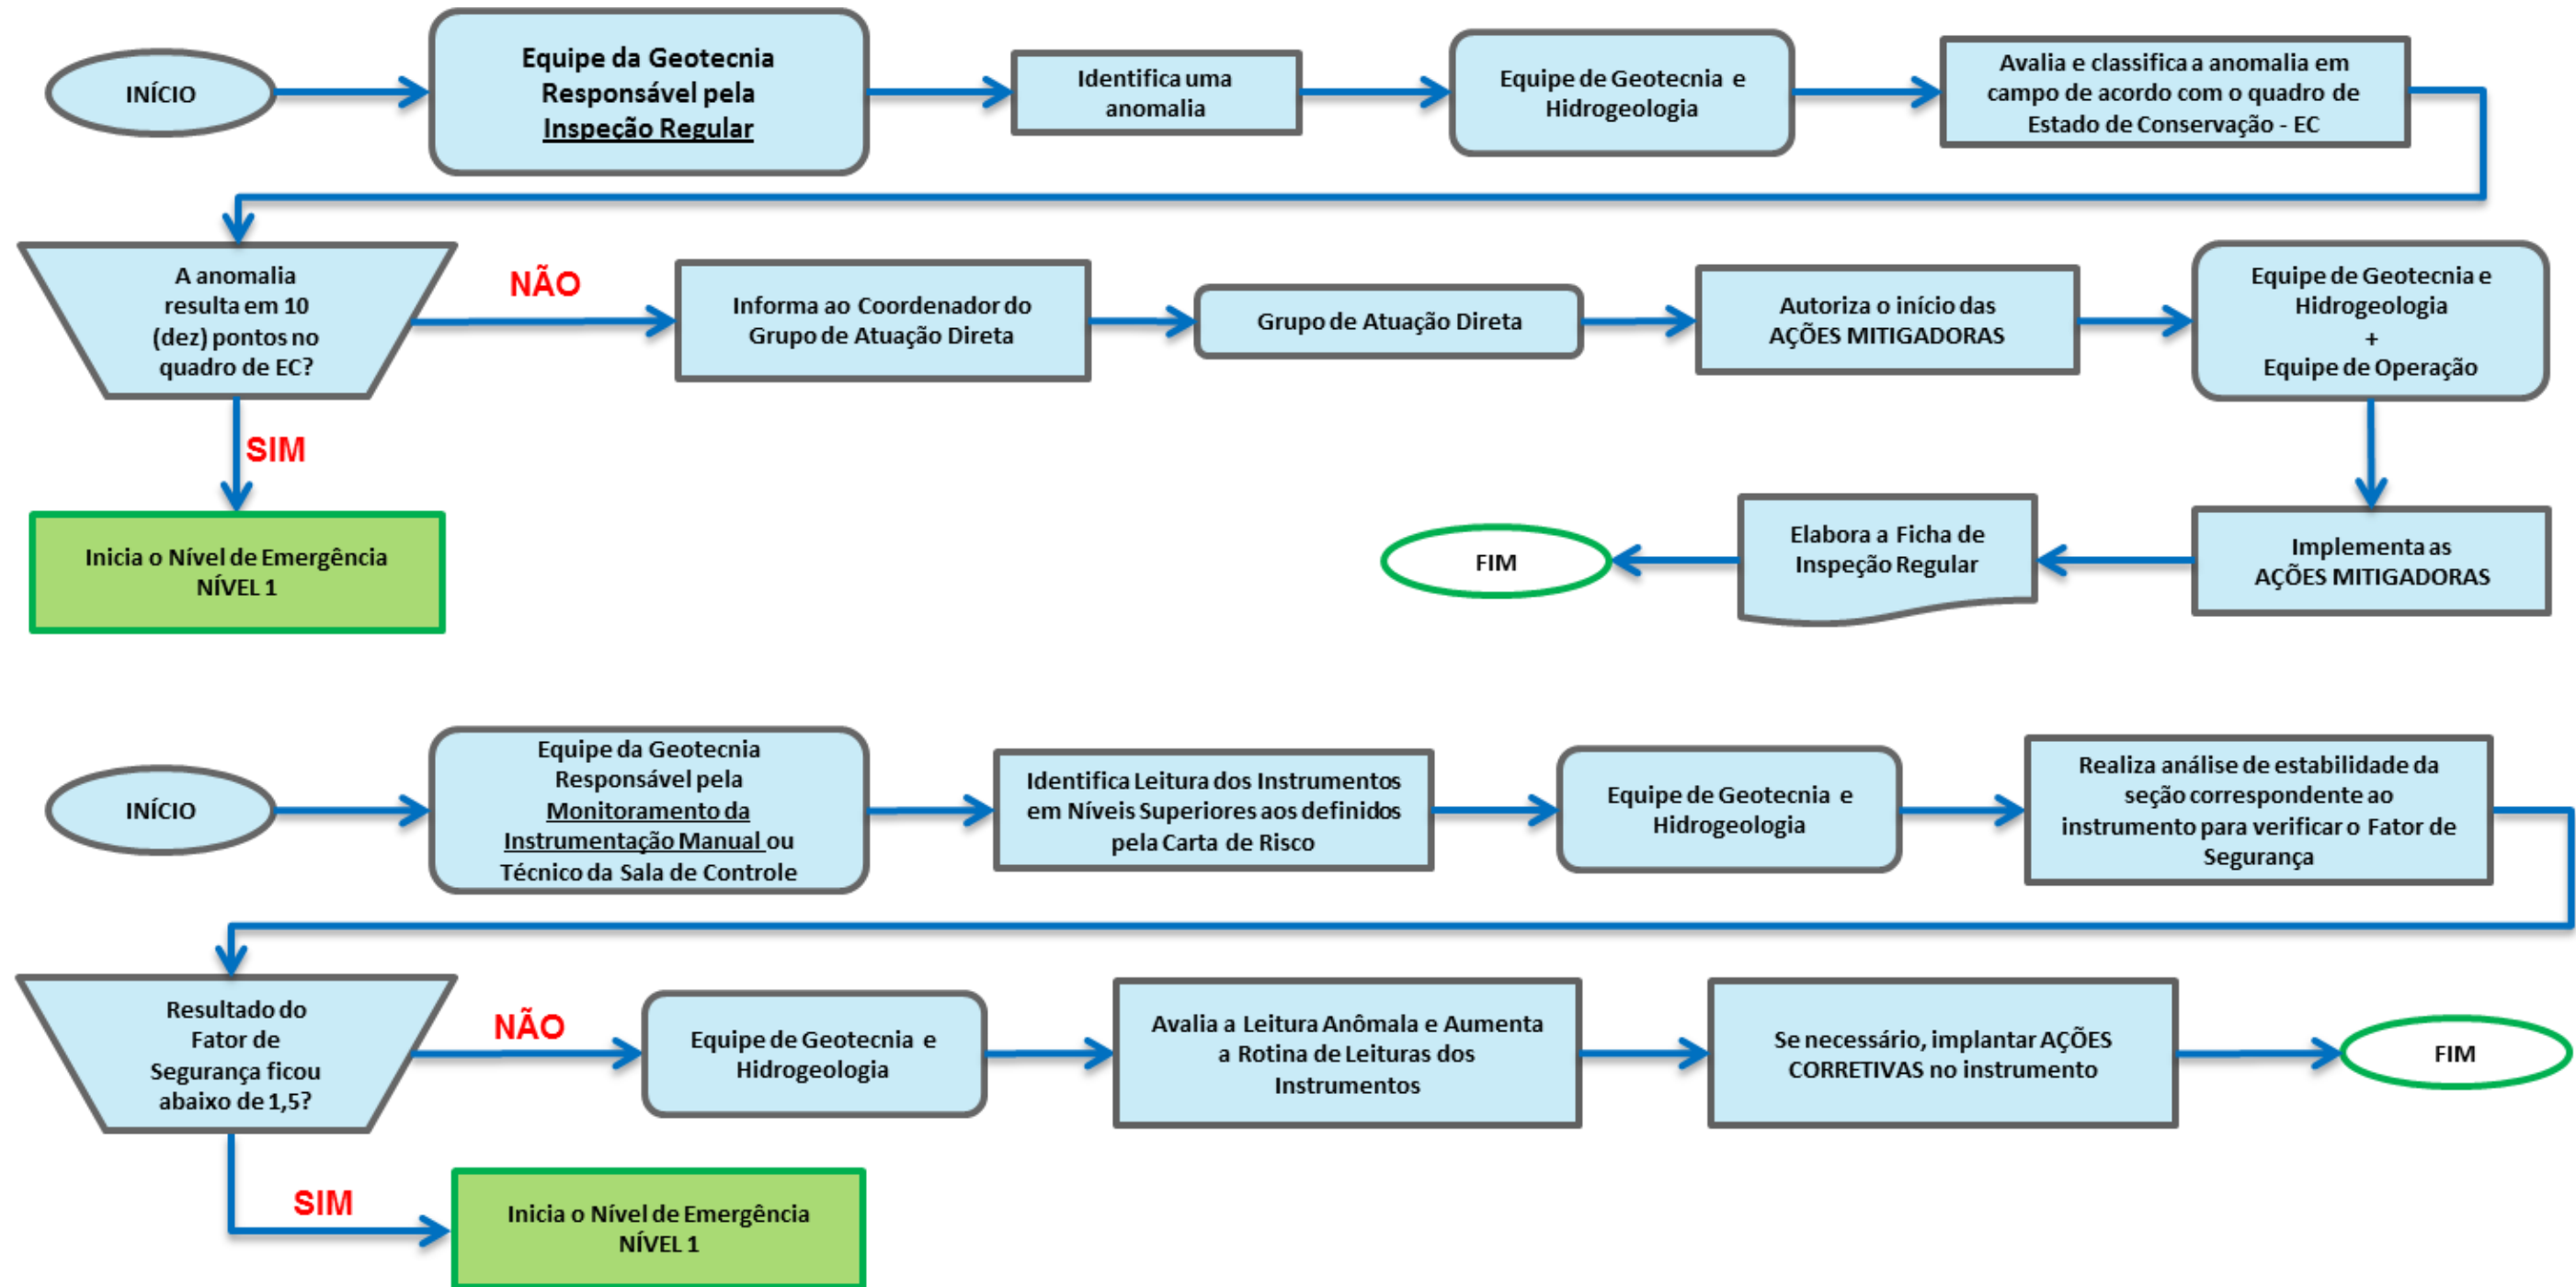 INÍCIO
Equipe da Geotecnia
Responsável pela
Inspeção Regular
Identifica uma
anomalia
Equipe de Geotecnia e
Hidrogeologia
Avalia e classifica a anomalia em
campo de acordo com o quadro de
Estado de Conservação - EC
A anomalia
resulta em 10
(dez) pontos no
quadro de EC?
NÃO
Informa ao Coordenador do
Grupo de Atuação Direta
Grupo de Atuação Direta
Autoriza o início das
AÇÕES MITIGADORAS
Equipe de Geotecnia e
Hidrogeologia
+
Equipe de Operação
SIM
Inicia o Nível de Emergência
NÍVEL 1
FIM
Elabora a Ficha de
Inspeção Regular
Implementa as
AÇÕES MITIGADORAS
INÍCIO
Equipe da Geotecnia
Responsável pela
Monitoramento da
Instrumentação Manual ou
Técnico da Sala de Controle
Identifica Leitura dos Instrumentos
em Níveis Superiores aos definidos
pela Carta de Risco
Equipe de Geotecnia e
Hidrogeologia
Realiza análise de estabilidade da
seção correspondente ao
instrumento para verificar o Fator de
Segurança
Resultado do
Fator de
Segurança ficou
abaixo de 1,5?
NÃO
Equipe de Geotecnia e
Hidrogeologia
Avalia a Leitura Anômala e Aumenta
a Rotina de Leituras dos
Instrumentos
Se necessário, implantar AÇÕES
CORRETIVAS no instrumento
FIM
SIM
Inicia o Nível de Emergência
NÍVEL 1